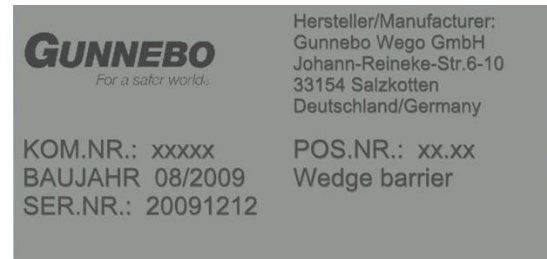 GUNNEBO
For a safer world®
Hersteller/Manufacturer:
Gunnebo Wego GmbH
Johann-Reineke-Str.6-10
33154 Salzkotten
Deutschland/Germany
KOM.NR.: xxxxx
BAUJAHR 08/2009
SER.NR.: 20091212
POS.NR.: xx.xx
Wedge barrier